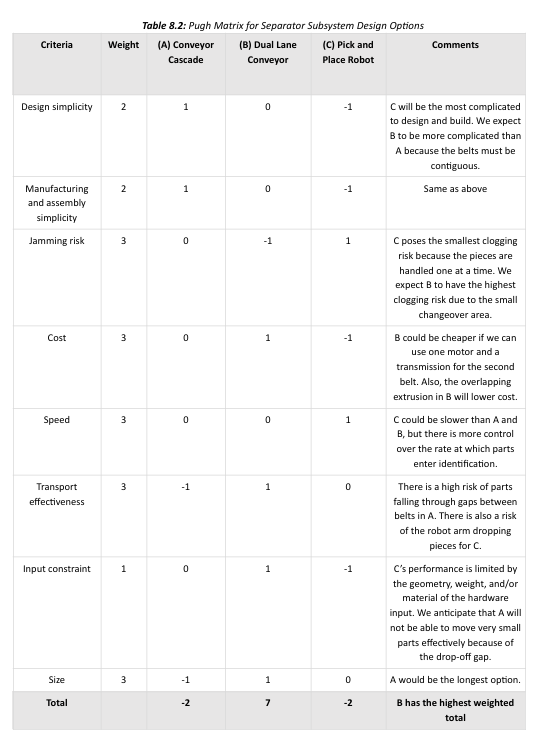 Table 8.2: Pugh Matrix for Separator Subsystem Design Options
Criteria Weight (A) Conveyor (B) Dual Lane (C) Pick and Comments
Cascade Conveyor Place Robot
Design simplicity 2 1 0 -1 C will be the most complicated
to design and build. We expect
B to be more complicated than
A because the belts must be
contiguous.
Manufacturing 2 1 0 -1 Same as above
and assembly
simplicity
Jamming risk 3 0 -1 1 C poses the smallest clogging
risk because the pieces are
handled one at a time. We
expect B to have the highest
clogging risk due to the small
changeover area.
Cost 3 0 1 -1 B could be cheaper if we can
use one motor and a
transmission for the second
belt. Also, the overlapping
extrusion in B will lower cost.
Speed 3 0 0 1 C could be slower than A and
B, but there is more control
over the rate at which parts
enter identification.
Transport 3 -1 1 0 There is a high risk of parts
effectiveness falling through gaps between
belts in A. There is also a risk
of the robot arm dropping
pieces for C.
Input constraint 1 0 1 -1 C’s performance is limited by
the geometry, weight, and/or
material of the hardware
input. We anticipate that A will
not be able to move very small
parts effectively because of
the drop-off gap.
Size 3 -1 1 0 A would be the longest option.
Total -2 7 -2 B has the highest weighted
total